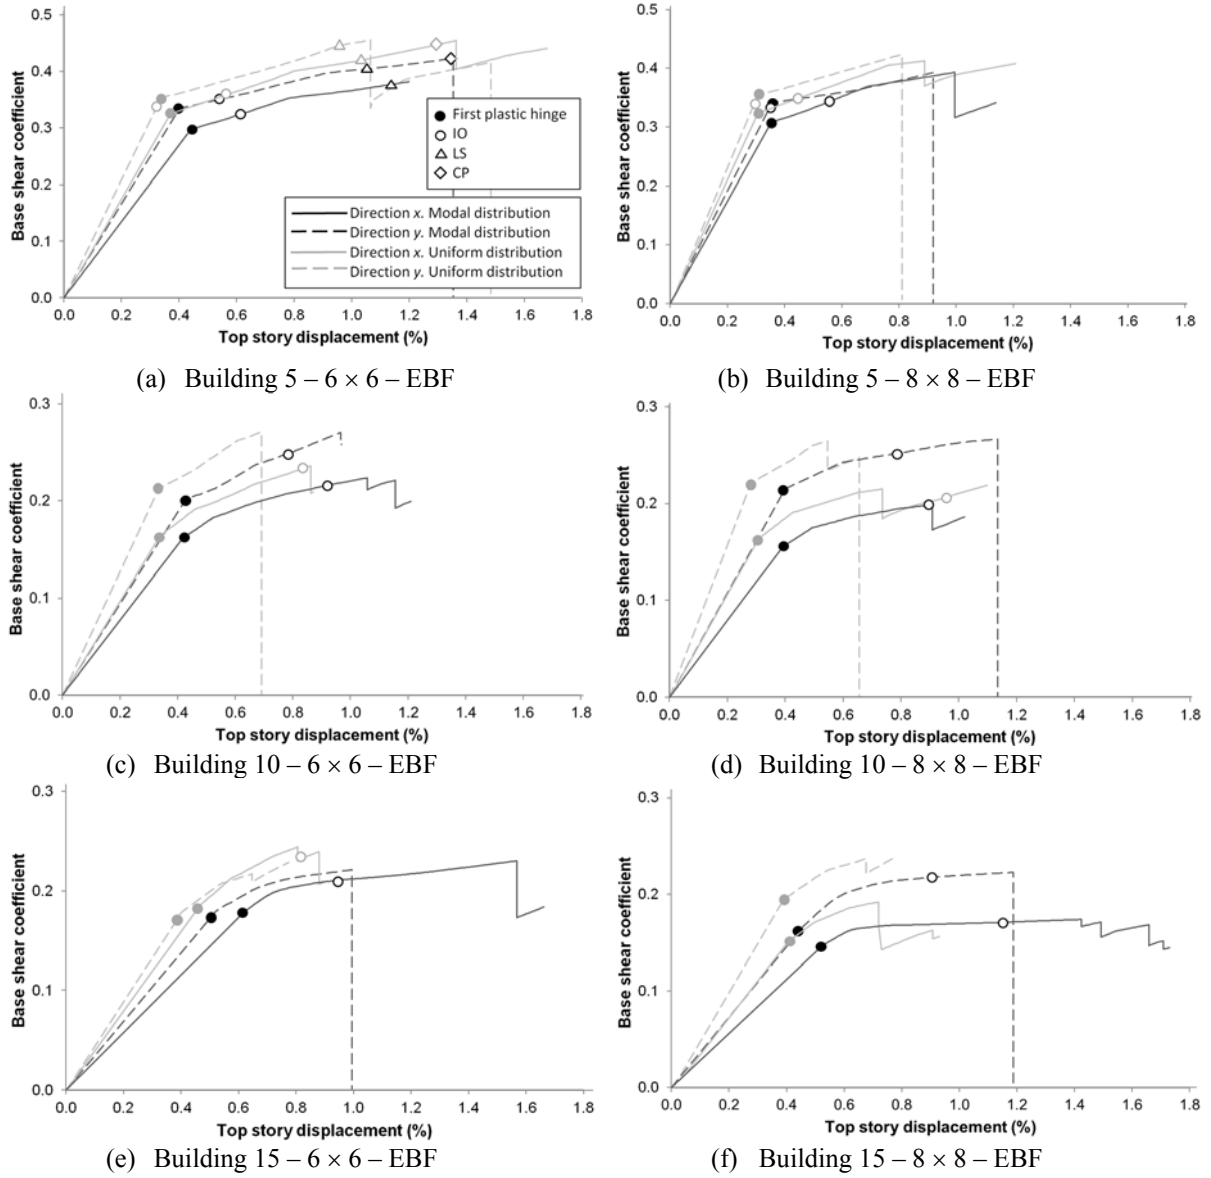 0.5
0.4
0.3
0.2
0.1
0.0
Base shear coefficient
First plastic hinge
IO
LS
CP
Direction x. Modal distribution
Direction y. Modal distribution
Direction x. Uniform distribution
Direction y. Uniform distribution
0.0 0.2 0.4 0.6 0.8 1.0 1.2 1.4 1.6 1.8
Top story displacement (%)
(a) Building 5 – 6 × 6 – EBF
0.5
0.4
0.3
0.2
0.1
0.0
Base shear coefficient
0.0 0.2 0.4 0.6 0.8 1.0 1.2 1.4 1.6 1.8
Top story displacement (%)
(b) Building 5 – 8 × 8 – EBF
0.3
0.2
0.1
0.0
Base shear coefficient
0.0 0.2 0.4 0.6 0.8 1.0 1.2 1.4 1.6 1.8
Top story displacement (%)
(c) Building 10 – 6 × 6 – EBF
0.3
0.2
0.1
0.0
Base shear coefficient
0.0 0.2 0.4 0.6 0.8 1.0 1.2 1.4 1.6 1.8
Top story displacement (%)
(d) Building 10 – 8 × 8 – EBF
0.3
0.2
0.1
0.0
Base shear coefficient
0.0 0.2 0.4 0.6 0.8 1.0 1.2 1.4 1.6 1.8
Top story displacement (%)
(e) Building 15 – 6 × 6 – EBF
0.3
0.2
0.1
0.0
Base shear coefficient
0.0 0.2 0.4 0.6 0.8 1.0 1.2 1.4 1.6 1.8
Top story displacement (%)
(f) Building 15 – 8 × 8 – EBF